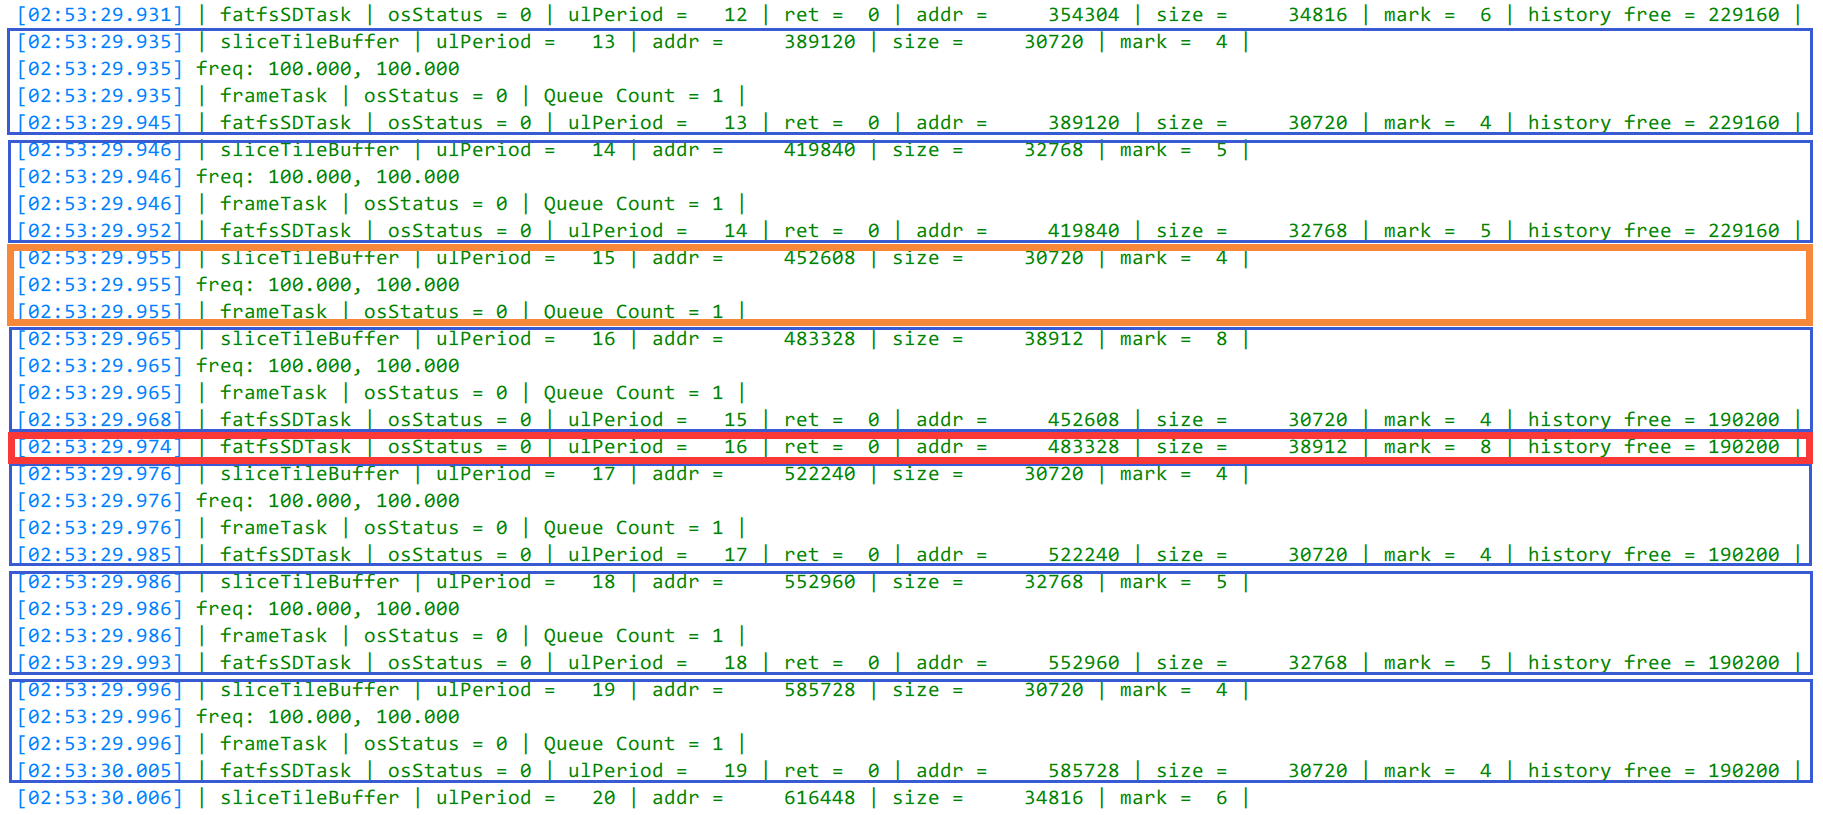 [02:53:29.931] | fatfsSDTask | osStatus = 0 | ulPeriod =   12 | ret =  0 | addr =     354304 | size =     34816 | mark =  6 | history free = 229160 |
[02:53:29.935] | sliceTileBuffer | ulPeriod =   13 | addr =     389120 | size =     30720 | mark =  4 |
[02:53:29.935] freq: 100.000, 100.000
[02:53:29.935] | frameTask | osStatus = 0 | Queue Count = 1 |
[02:53:29.945] | fatfsSDTask | osStatus = 0 | ulPeriod =   13 | ret =  0 | addr =     389120 | size =     30720 | mark =  4 | history free = 229160 |
[02:53:29.946] | sliceTileBuffer | ulPeriod =   14 | addr =     419840 | size =     32768 | mark =  5 |
[02:53:29.946] freq: 100.000, 100.000
[02:53:29.946] | frameTask | osStatus = 0 | Queue Count = 1 |
[02:53:29.952] | fatfsSDTask | osStatus = 0 | ulPeriod =   14 | ret =  0 | addr =     419840 | size =     32768 | mark =  5 | history free = 229160 |
[02:53:29.955] | sliceTileBuffer | ulPeriod =   15 | addr =     452608 | size =     30720 | mark =  4 |
[02:53:29.955] freq: 100.000, 100.000
[02:53:29.955] | frameTask | osStatus = 0 | Queue Count = 1 |
[02:53:29.965] | sliceTileBuffer | ulPeriod =   16 | addr =     483328 | size =     38912 | mark =  8 |
[02:53:29.965] freq: 100.000, 100.000
[02:53:29.965] | frameTask | osStatus = 0 | Queue Count = 1 |
[02:53:29.968] | fatfsSDTask | osStatus = 0 | ulPeriod =   15 | ret =  0 | addr =     452608 | size =     30720 | mark =  4 | history free = 190200 |
[02:53:29.974] | fatfsSDTask | osStatus = 0 | ulPeriod =   16 | ret =  0 | addr =     483328 | size =     38912 | mark =  8 | history free = 190200 |
[02:53:29.976] | sliceTileBuffer | ulPeriod =   17 | addr =     522240 | size =     30720 | mark =  4 |
[02:53:29.976] freq: 100.000, 100.000
[02:53:29.976] | frameTask | osStatus = 0 | Queue Count = 1 |
[02:53:29.985] | fatfsSDTask | osStatus = 0 | ulPeriod =   17 | ret =  0 | addr =     522240 | size =     30720 | mark =  4 | history free = 190200 |
[02:53:29.986] | sliceTileBuffer | ulPeriod =   18 | addr =     552960 | size =     32768 | mark =  5 |
[02:53:29.986] freq: 100.000, 100.000
[02:53:29.986] | frameTask | osStatus = 0 | Queue Count = 1 |
[02:53:29.993] | fatfsSDTask | osStatus = 0 | ulPeriod =   18 | ret =  0 | addr =     552960 | size =     32768 | mark =  5 | history free = 190200 |
[02:53:29.996] | sliceTileBuffer | ulPeriod =   19 | addr =     585728 | size =     30720 | mark =  4 |
[02:53:29.996] freq: 100.000, 100.000
[02:53:29.996] | frameTask | osStatus = 0 | Queue Count = 1 |
[02:53:30.005] | fatfsSDTask | osStatus = 0 | ulPeriod =   19 | ret =  0 | addr =     585728 | size =     30720 | mark =  4 | history free = 190200 |
[02:53:30.006] | sliceTileBuffer | ulPeriod =   20 | addr =     616448 | size =     34816 | mark =  6 |